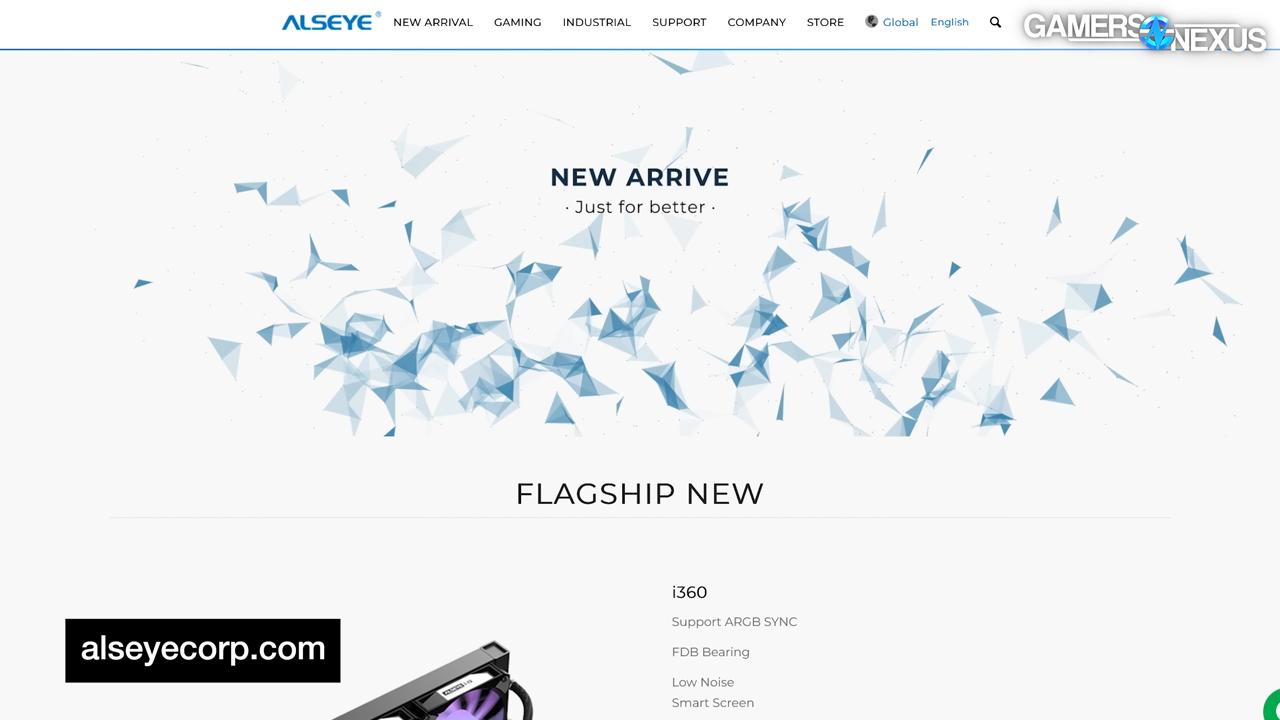 ALSEYE®
NEW ARRIVAL GAMING INDUSTRIAL SUPPORT COMPANY STORE Global English
GAMERS NEXUS
NEW ARRIVE
· Just for better ·
FLAGSHIP NEW
i360
Support ARGB SYNC
FDB Bearing
Low Noise
Smart Screen
alseyecorp.com
ALSEYE